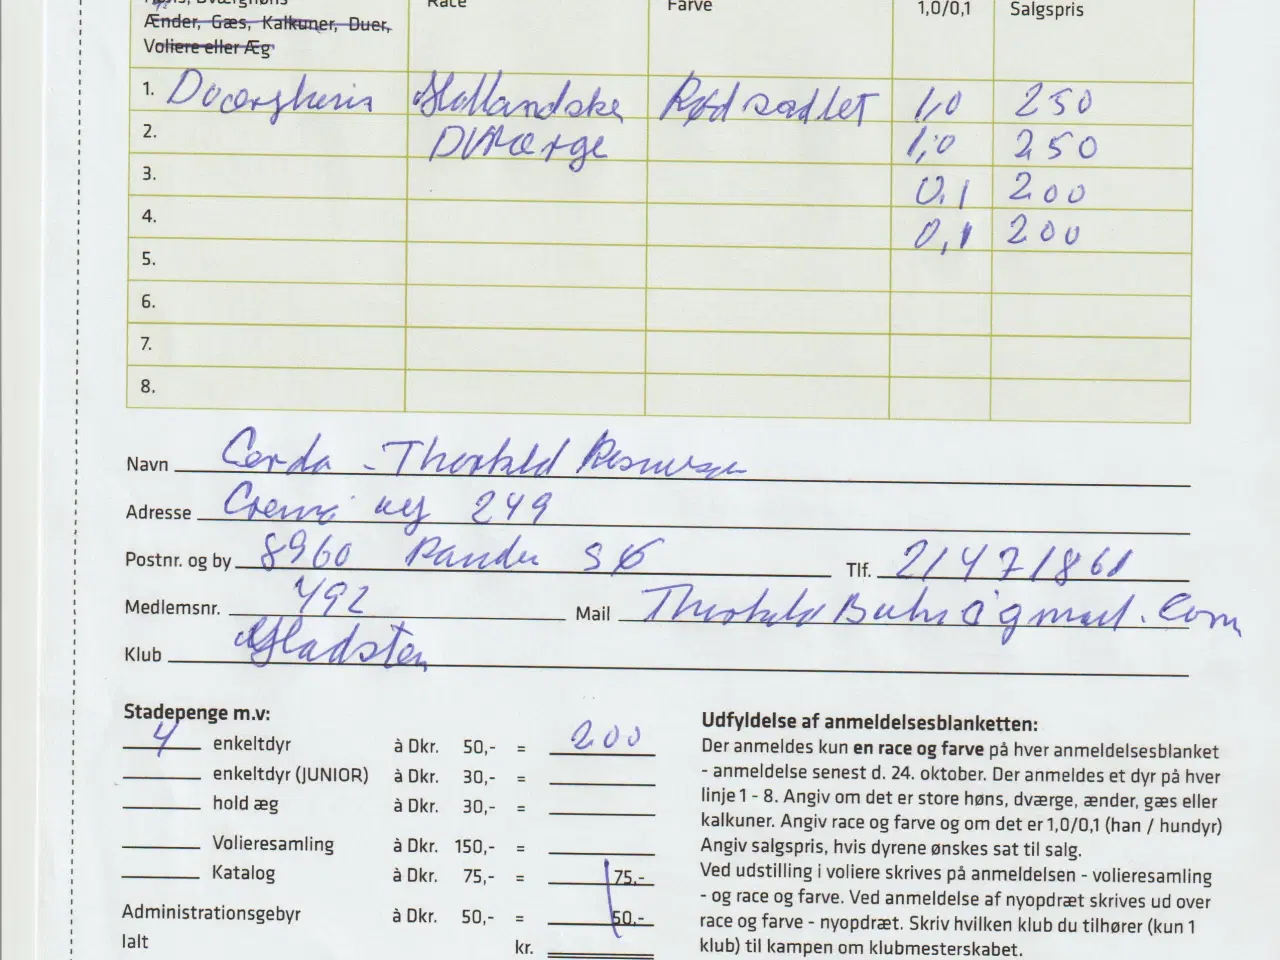 Race Farve 1,0/0,1 Salgspris
Ænder, Gæs, Kalkuner, Duer,
Voliere eller Æg
1. Hollandske Rødsadlet 1,0 250
2. Dværge 1,0 250
3. 0,1 200
4. 0,1 200
5.
6.
7.
8.
Navn Gerda - Thorkild
Adresse vej 249
Postnr. og by 8960 Randers SØ Tlf. 21471861
Medlemsnr. 492 Mail
Klub Hadsten
Stadepenge m.v:
4 enkeltdyr à Dkr. 50,- = 200
enkeltdyr (JUNIOR) à Dkr. 30,- =
hold æg à Dkr. 30,- =
Volieresamling à Dkr. 150,- =
Katalog à Dkr. 75,- = 75,-
Administrationsgebyr à Dkr. 50,- = 50,-
Ialt kr.
Udfyldelse af anmeldelsesblanketten:
Der anmeldes kun en race og farve på hver anmeldelsesblanket
- anmeldelse senest d. 24. oktober. Der anmeldes et dyr på hver
linje 1 - 8. Angiv om det er store høns, dværge, ænder, gæs eller
kalkuner. Angiv race og farve og om det er 1,0/0,1 (han / hundyr)
Angiv salgspris, hvis dyrene ønskes sat til salg.
Ved udstilling i voliere skrives på anmeldelsen - volieresamling
- og race og farve. Ved anmeldelse af nyopdræt skrives ud over
race og farve - nyopdræt. Skriv hvilken klub du tilhører (kun 1
klub) til kampen om klubmesterskabet.